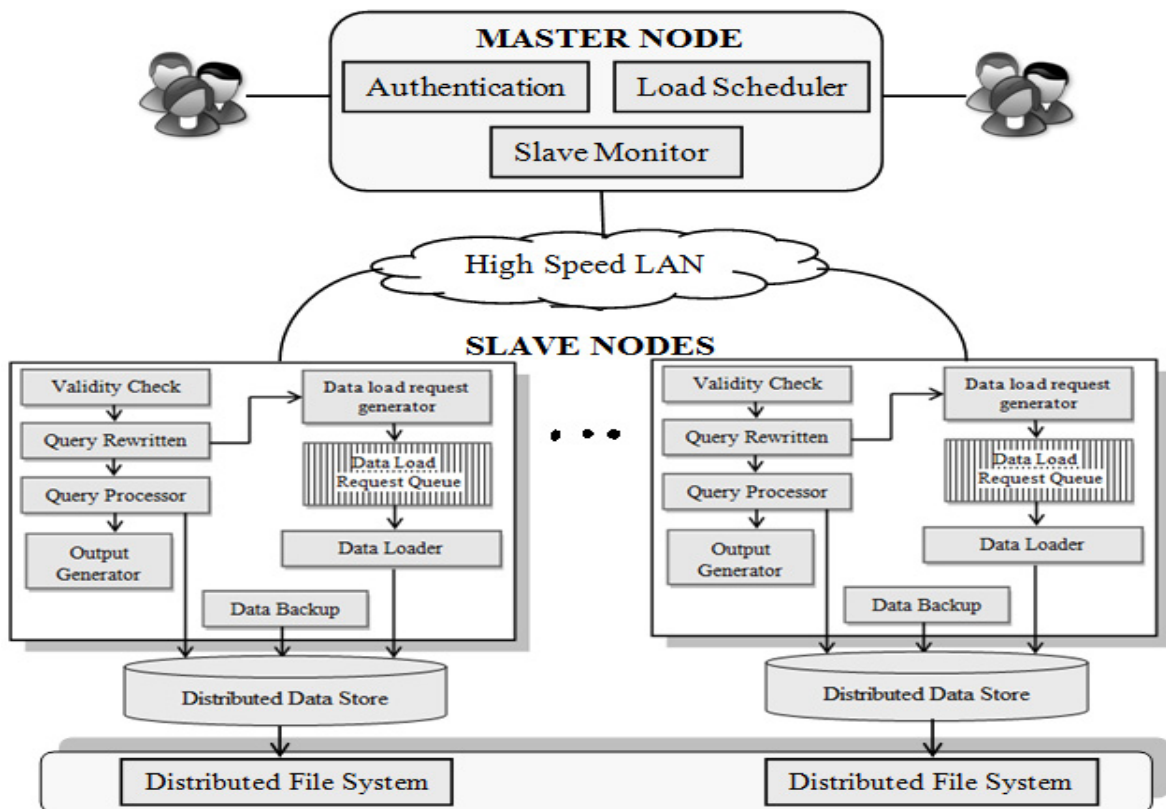 MASTER NODE
Authentication
Load Scheduler
Slave Monitor
High Speed LAN
SLAVE NODES
Validity Check
Query Rewritten
Query Processor
Output
Generator
Data load request
generator
Data Load
Request Queue
Data Loader
Data Backup
Distributed Data Store
Distributed File System
Validity Check
Query Rewritten
Query Processor
Output
Generator
Data load request
generator
Data Load
Request Queue
Data Loader
Data Backup
Distributed Data Store
Distributed File System